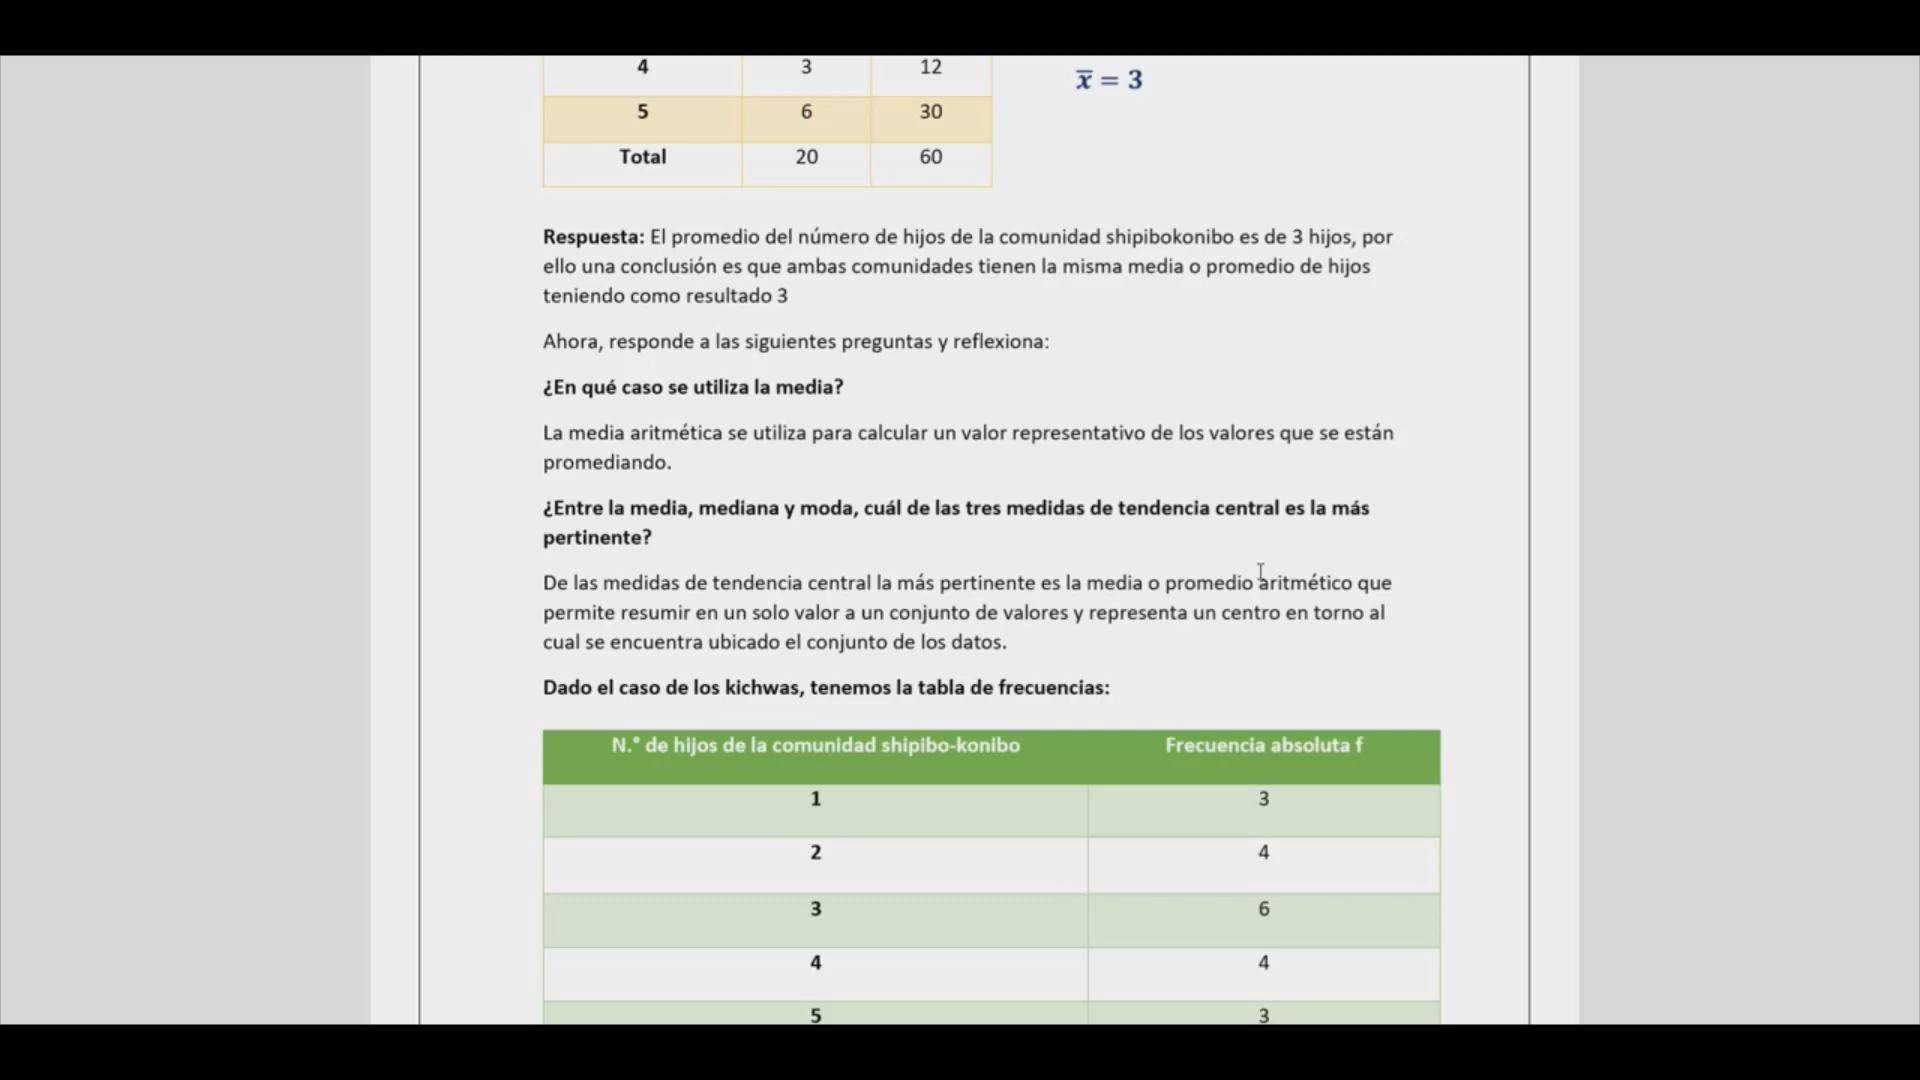 4 3 12
x̅ = 3
5 6 30
Total 20 60
Respuesta: El promedio del número de hijos de la comunidad shipibokonibo es de 3 hijos, por
ello una conclusión es que ambas comunidades tienen la misma media o promedio de hijos
teniendo como resultado 3
Ahora, responde a las siguientes preguntas y reflexiona:
¿En qué caso se utiliza la media?
La media aritmética se utiliza para calcular un valor representativo de los valores que se están
promediando.
¿Entre la media, mediana y moda, cuál de las tres medidas de tendencia central es la más
pertinente?
De las medidas de tendencia central la más pertinente es la media o promedio aritmético que
permite resumir en un solo valor a un conjunto de valores y representa un centro en torno al
cual se encuentra ubicado el conjunto de los datos.
Dado el caso de los kichwas, tenemos la tabla de frecuencias:
N.° de hijos de la comunidad shipibo-konibo Frecuencia absoluta f
1 3
2 4
3 6
4 4
5 3